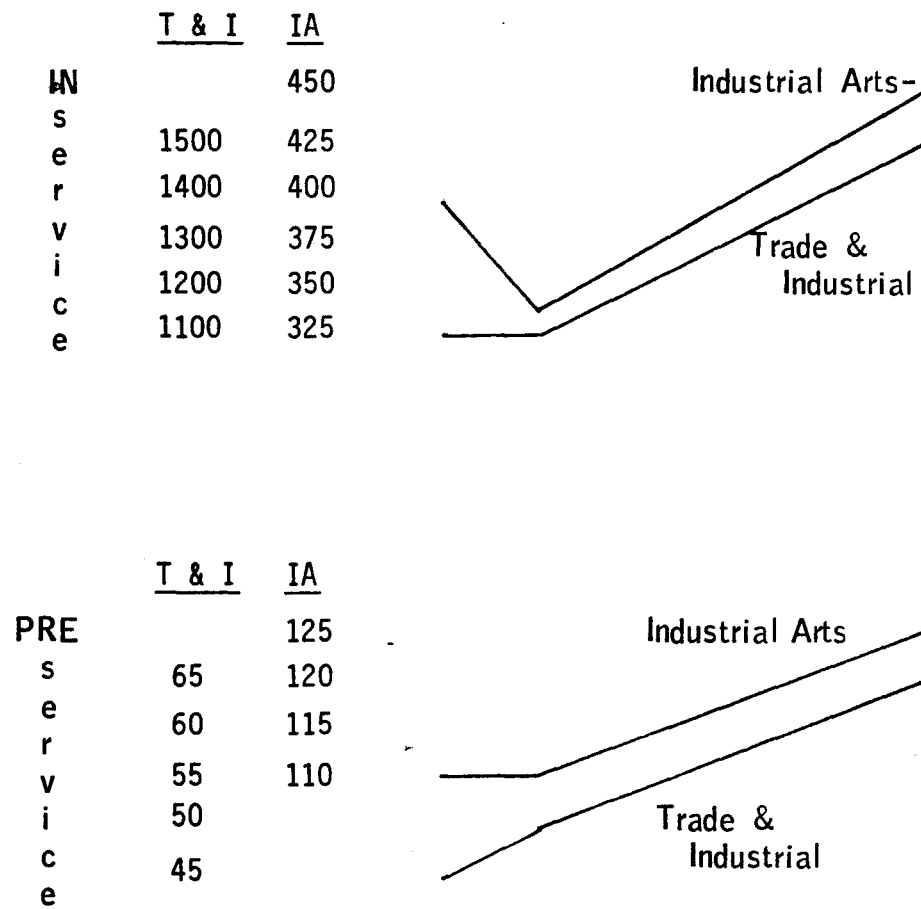 T & I IA
IN 450 Industrial Arts-
s
1500 425
e
r 1400 400
v 1300 375 Trade &
i 1200 350 Industrial
c
1100 325
e
T & I IA
PRE 125 Industrial Arts
s 65 120
e
60 115
r
v 55 110
i 50 Trade &
c Industrial
45
e